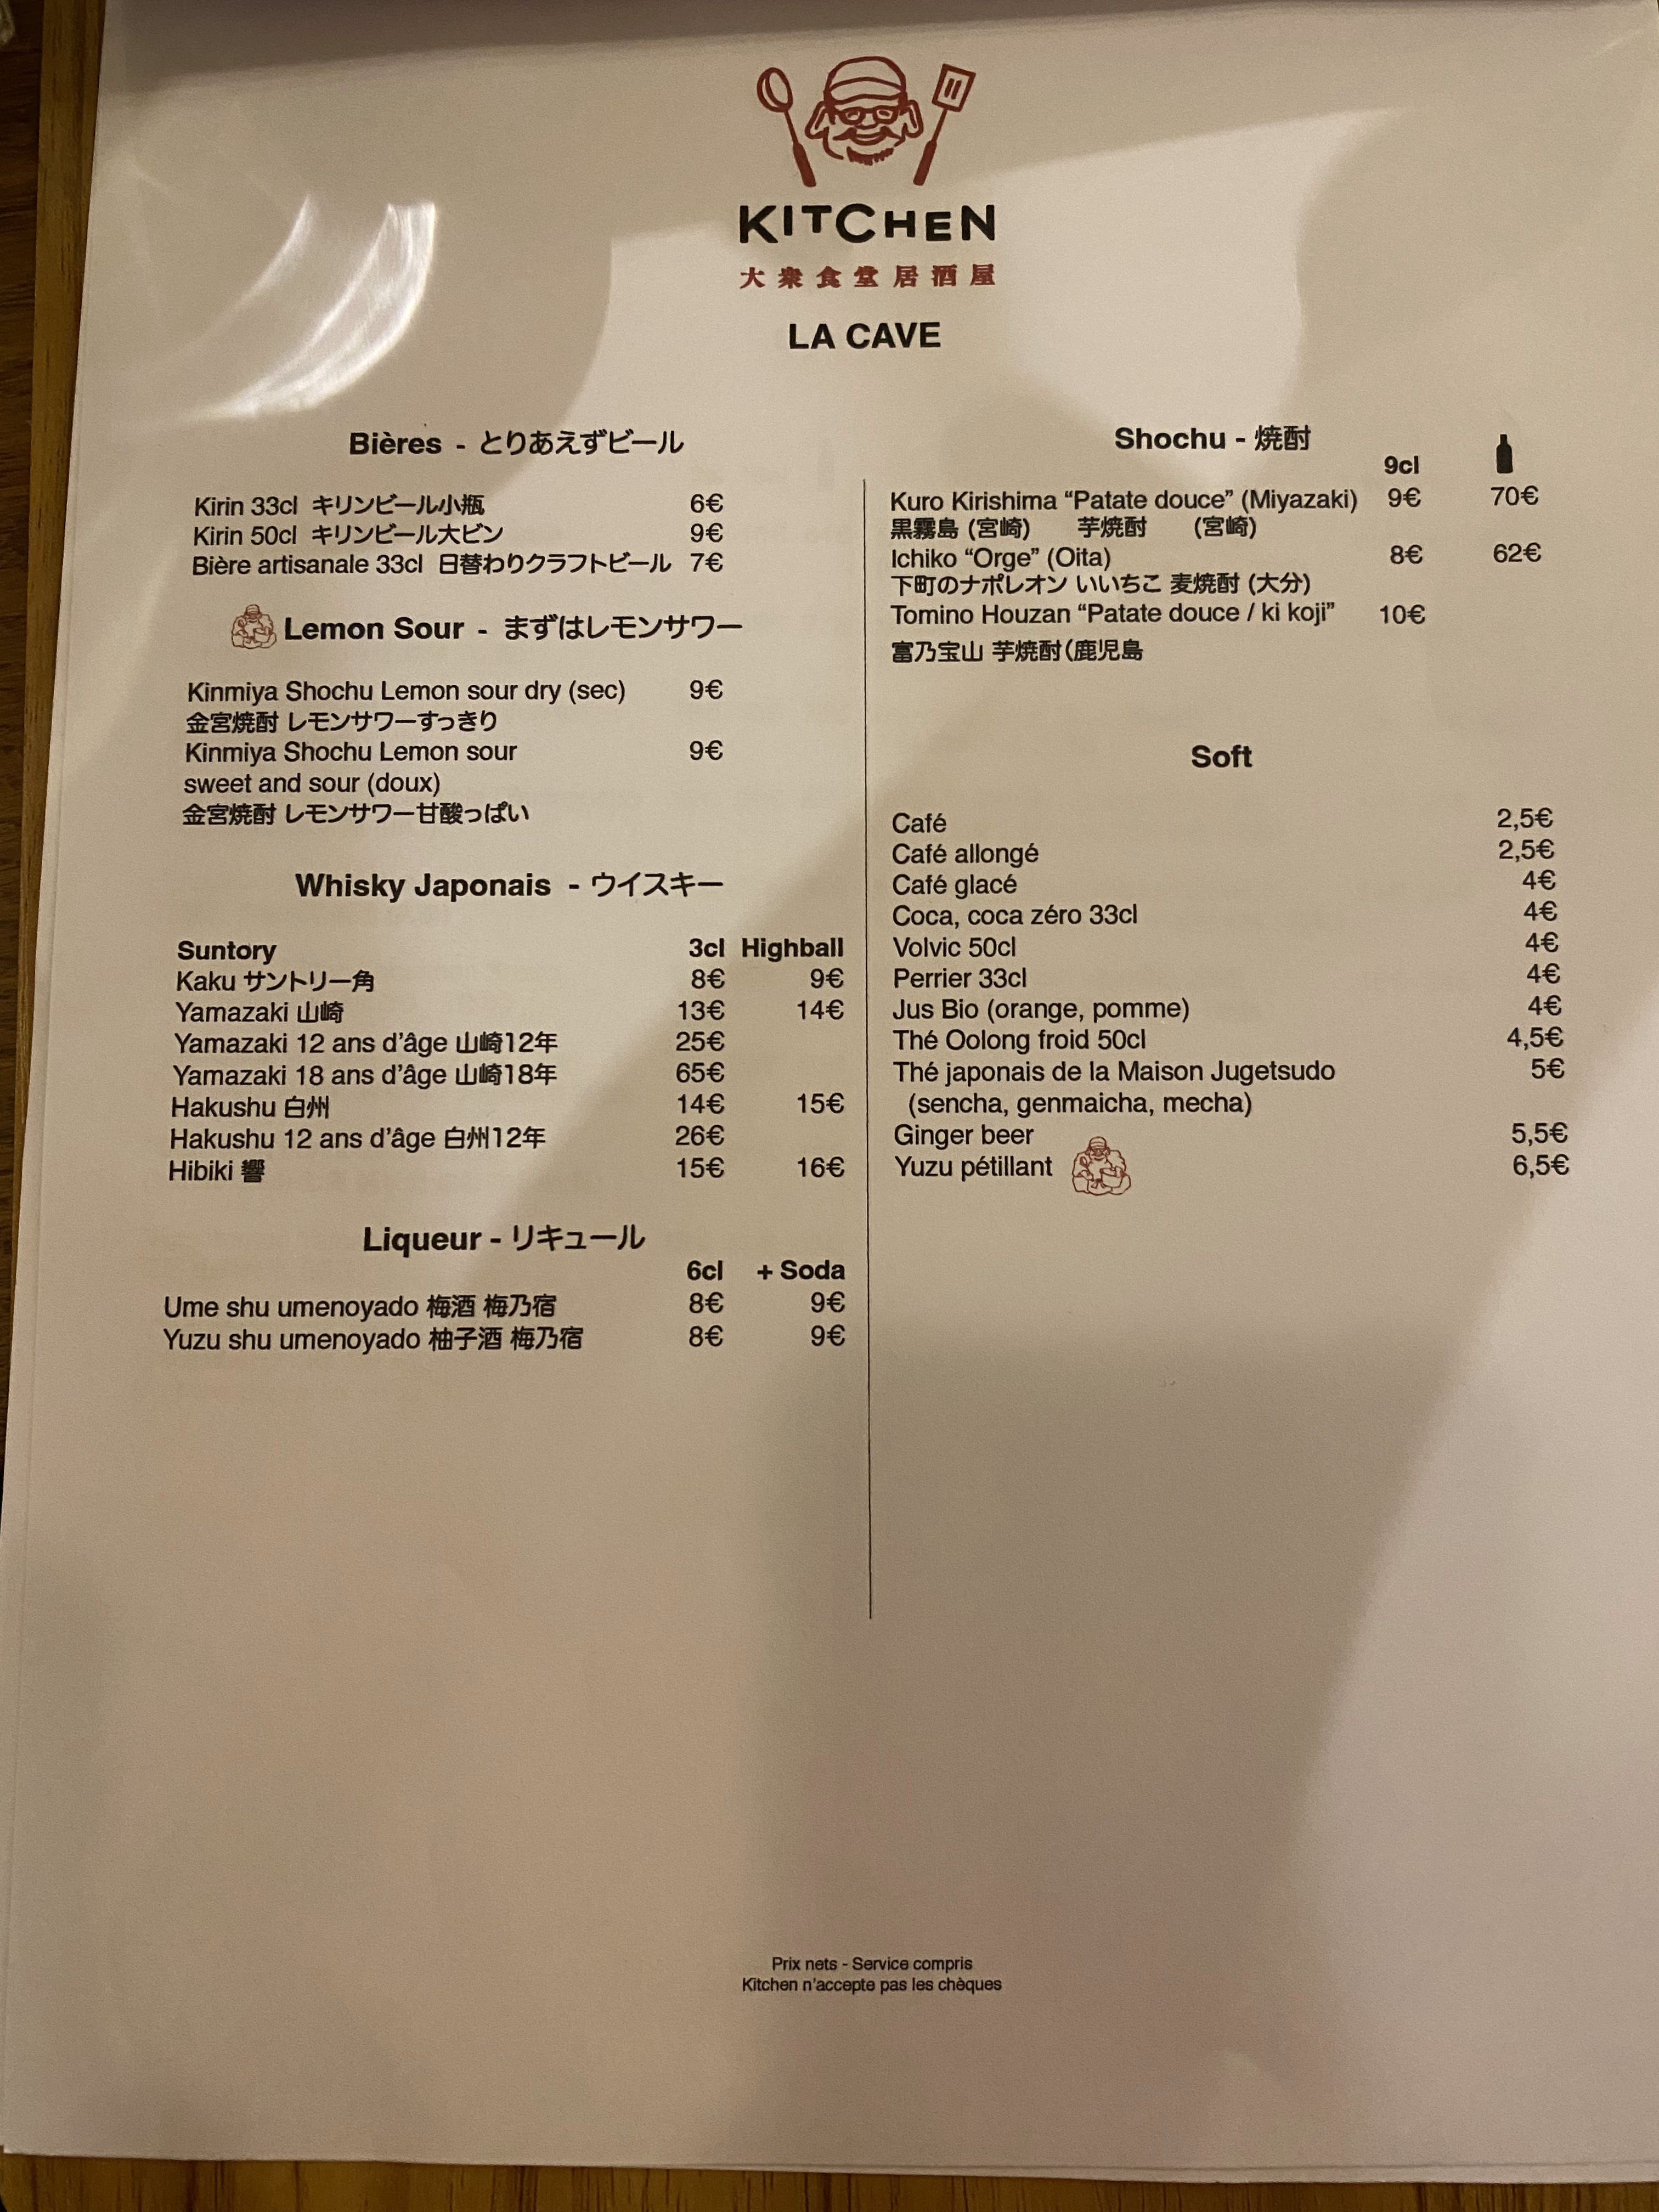 KITCHEN
大衆食堂居酒屋
LA CAVE
Bières - とりあえずビール
Kirin 33cl キリンビール小瓶 6€
Kirin 50cl キリンビール大ビン 9€
Bière artisanale 33cl 日替わりクラフトビール 7€
Lemon Sour - まずはレモンサワー
Kinmiya Shochu Lemon sour dry (sec) 9€
金宮焼酎 レモンサワーすっきり
Kinmiya Shochu Lemon sour 9€
sweet and sour (doux)
金宮焼酎 レモンサワー甘酸っぱい
Whisky Japonais - ウイスキー
Suntory 3cl Highball
Kaku サントリー角 8€ 9€
Yamazaki 山崎 13€ 14€
Yamazaki 12 ans d’âge 山崎12年 25€
Yamazaki 18 ans d’âge 山崎18年 65€
Hakushu 白州 14€ 15€
Hakushu 12 ans d’âge 白州12年 26€
Hibiki 響 15€ 16€
Liqueur - リキュール
6cl + Soda
Ume shu umenoyado 梅酒 梅乃宿 8€ 9€
Yuzu shu umenoyado 柚子酒 梅乃宿 8€ 9€
Shochu - 焼酎
9cl
Kuro Kirishima “Patate douce” (Miyazaki) 9€ 70€
黒霧島 (宮崎) 芋焼酎 (宮崎)
Ichiko “Orge” (Oita) 8€ 62€
下町のナポレオン いいちこ 麦焼酎 (大分)
Tomino Houzan “Patate douce / ki koji” 10€
富乃宝山 芋焼酎(鹿児島
Soft
Café 2,5€
Café allongé 2,5€
Café glacé 4€
Coca, coca zéro 33cl 4€
Volvic 50cl 4€
Perrier 33cl 4€
Jus Bio (orange, pomme) 4€
Thé Oolong froid 50cl 4,5€
Thé japonais de la Maison Jugetsudo 5€
(sencha, genmaicha, mecha)
Ginger beer 5,5€
Yuzu pétillant 6,5€
Prix nets - Service compris
Kitchen n’accepte pas les chèques